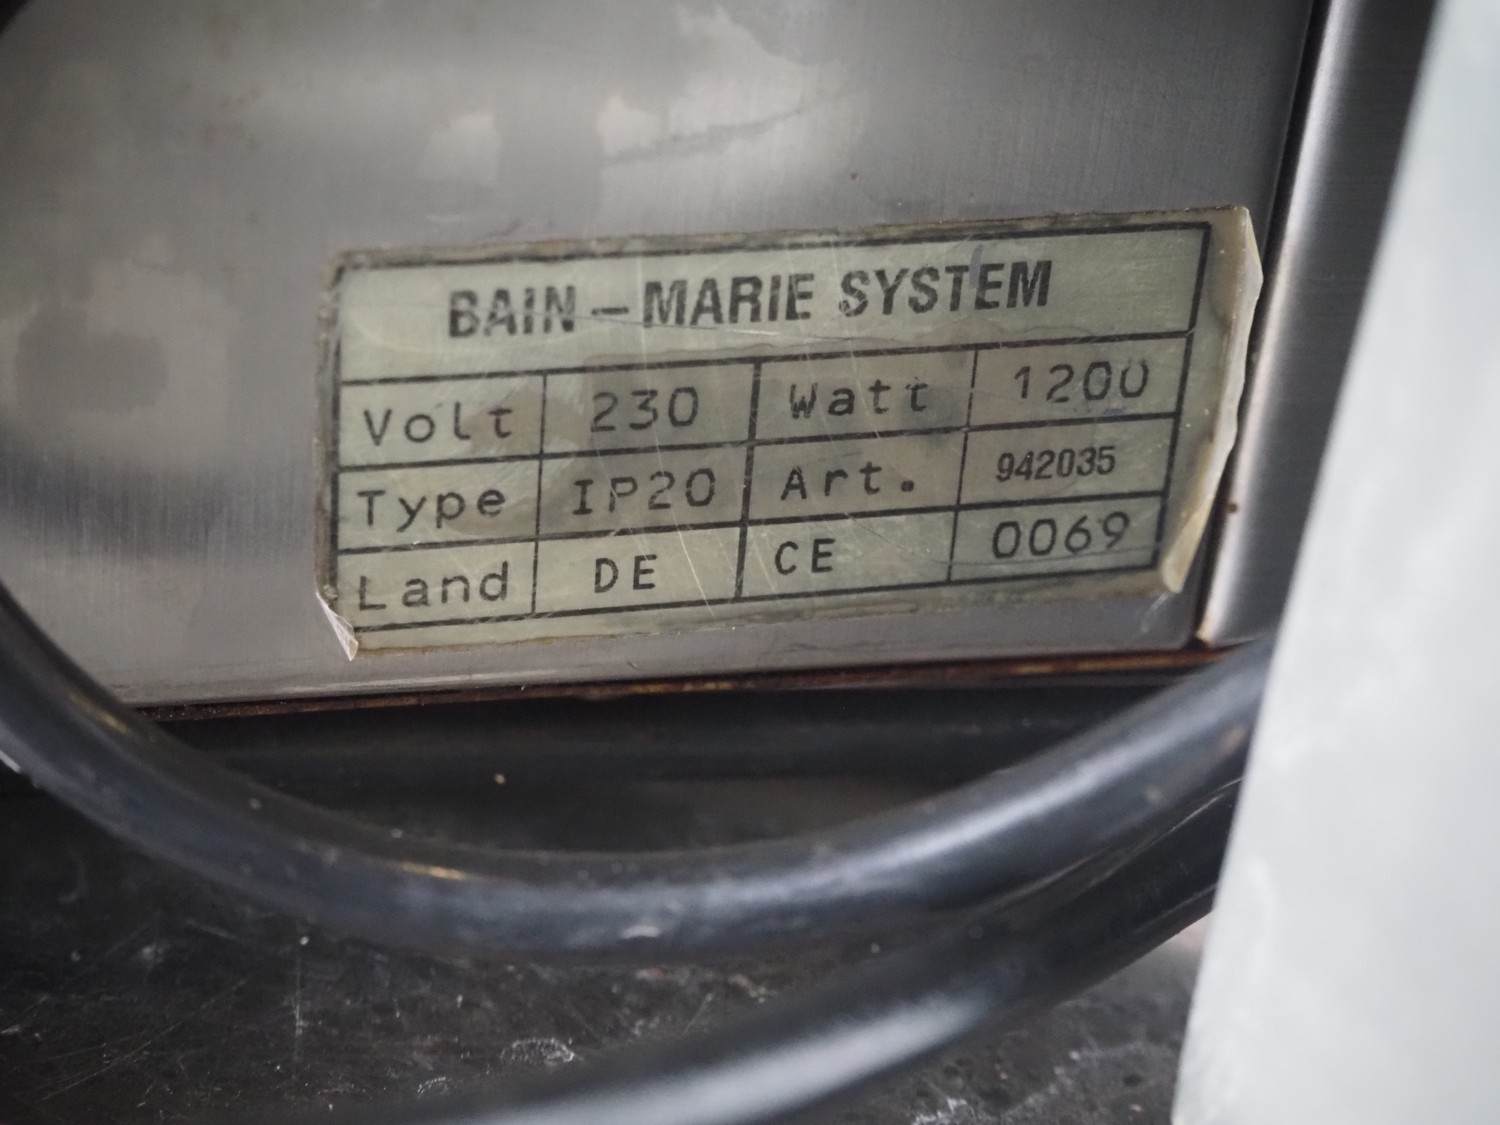 BAIN – MARIE SYSTEM
Volt 230 Watt 1200
Type IP20 Art. 942035
Land DE CE 0069